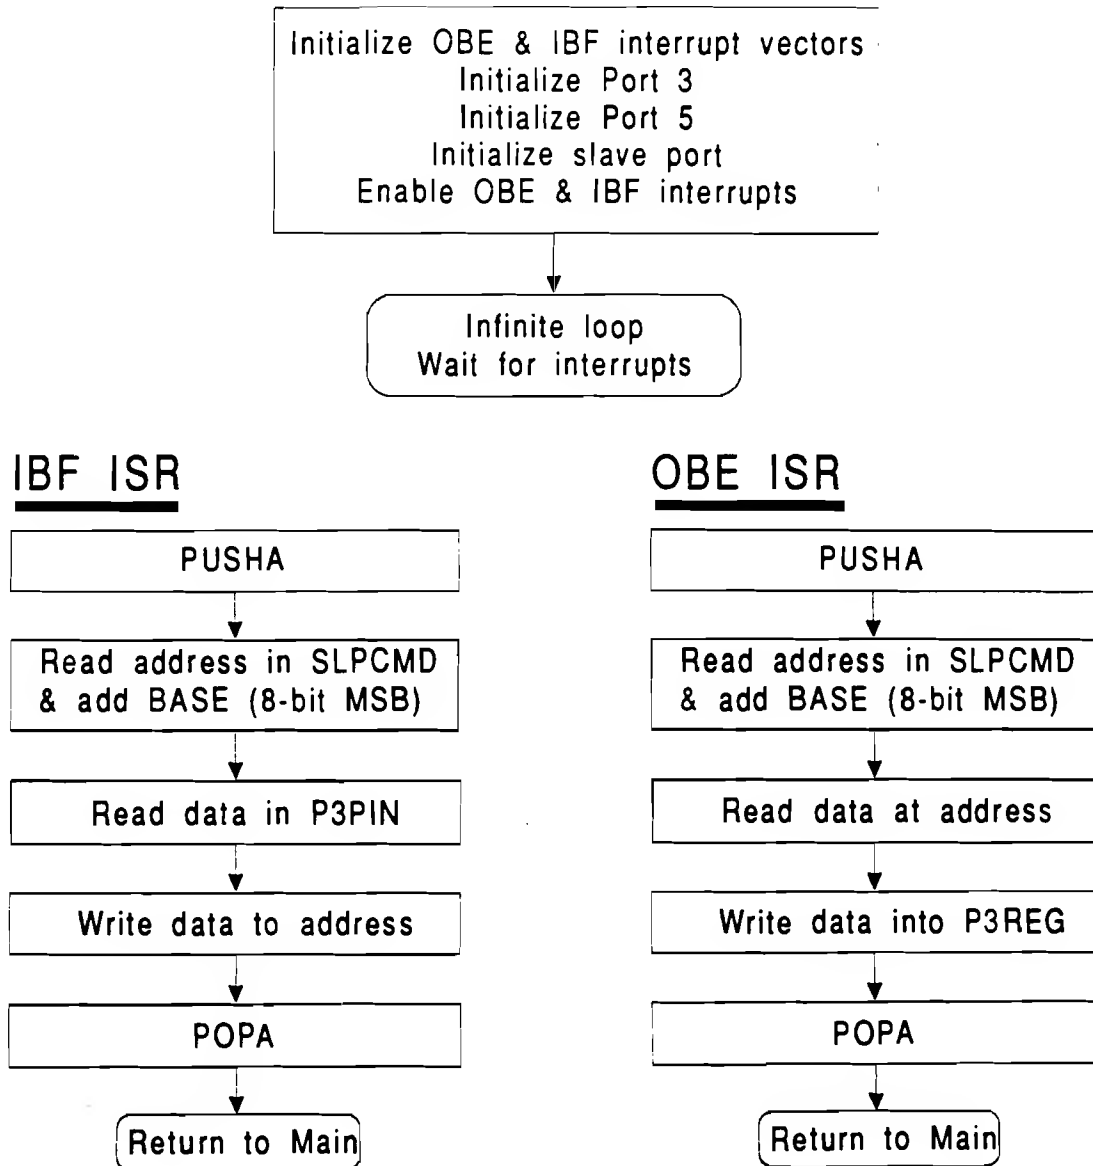 Initialize OBE & IBF interrupt vectors
Initialize Port 3
Initialize Port 5
Initialize slave port
Enable OBE & IBF interrupts
Infinite loop
Wait for interrupts
IBF ISR
PUSHA
Read address in SLPCMD
& add BASE (8-bit MSB)
Read data in P3PIN
Write data to address
POPA
Return to Main
OBE ISR
PUSHA
Read address in SLPCMD
& add BASE (8-bit MSB)
Read data at address
Write data into P3REG
POPA
Return to Main